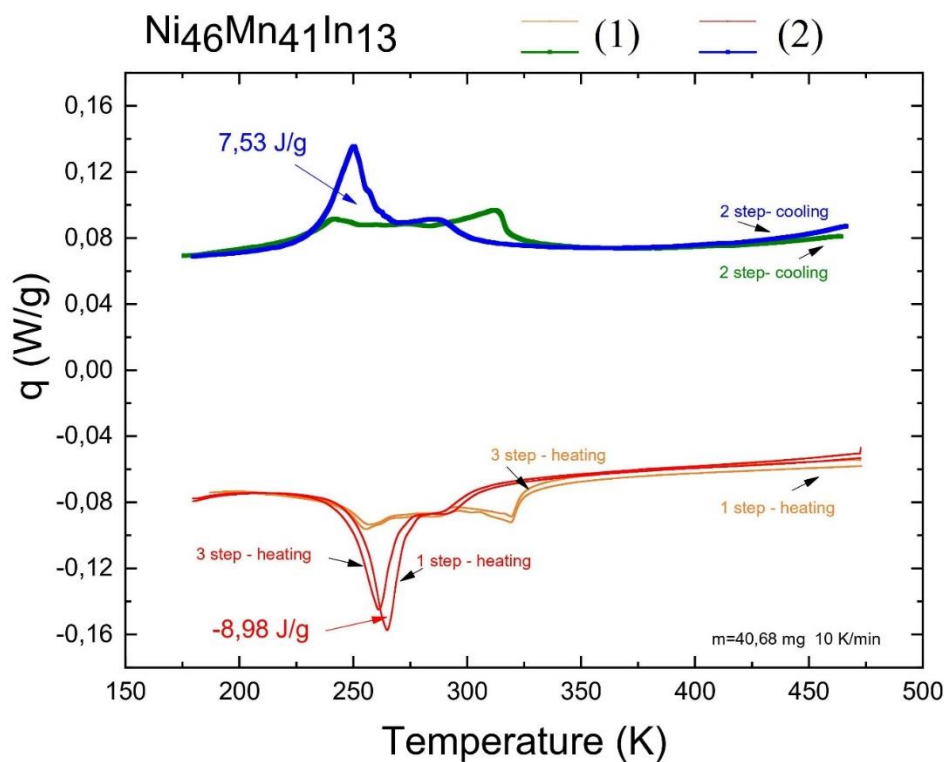 Ni46Mn41In13
(1)
(2)
0,16
0,12
0,08
0,04
0,00
-0,04
-0,08
-0,12
-0,16
q (W/g)
7,53 J/g
2 step- cooling
2 step- cooling
3 step - heating
1 step - heating
3 step - heating
1 step - heating
-8,98 J/g
m=40,68 mg 10 K/min
150
200
250
300
350
400
450
500
Temperature (K)